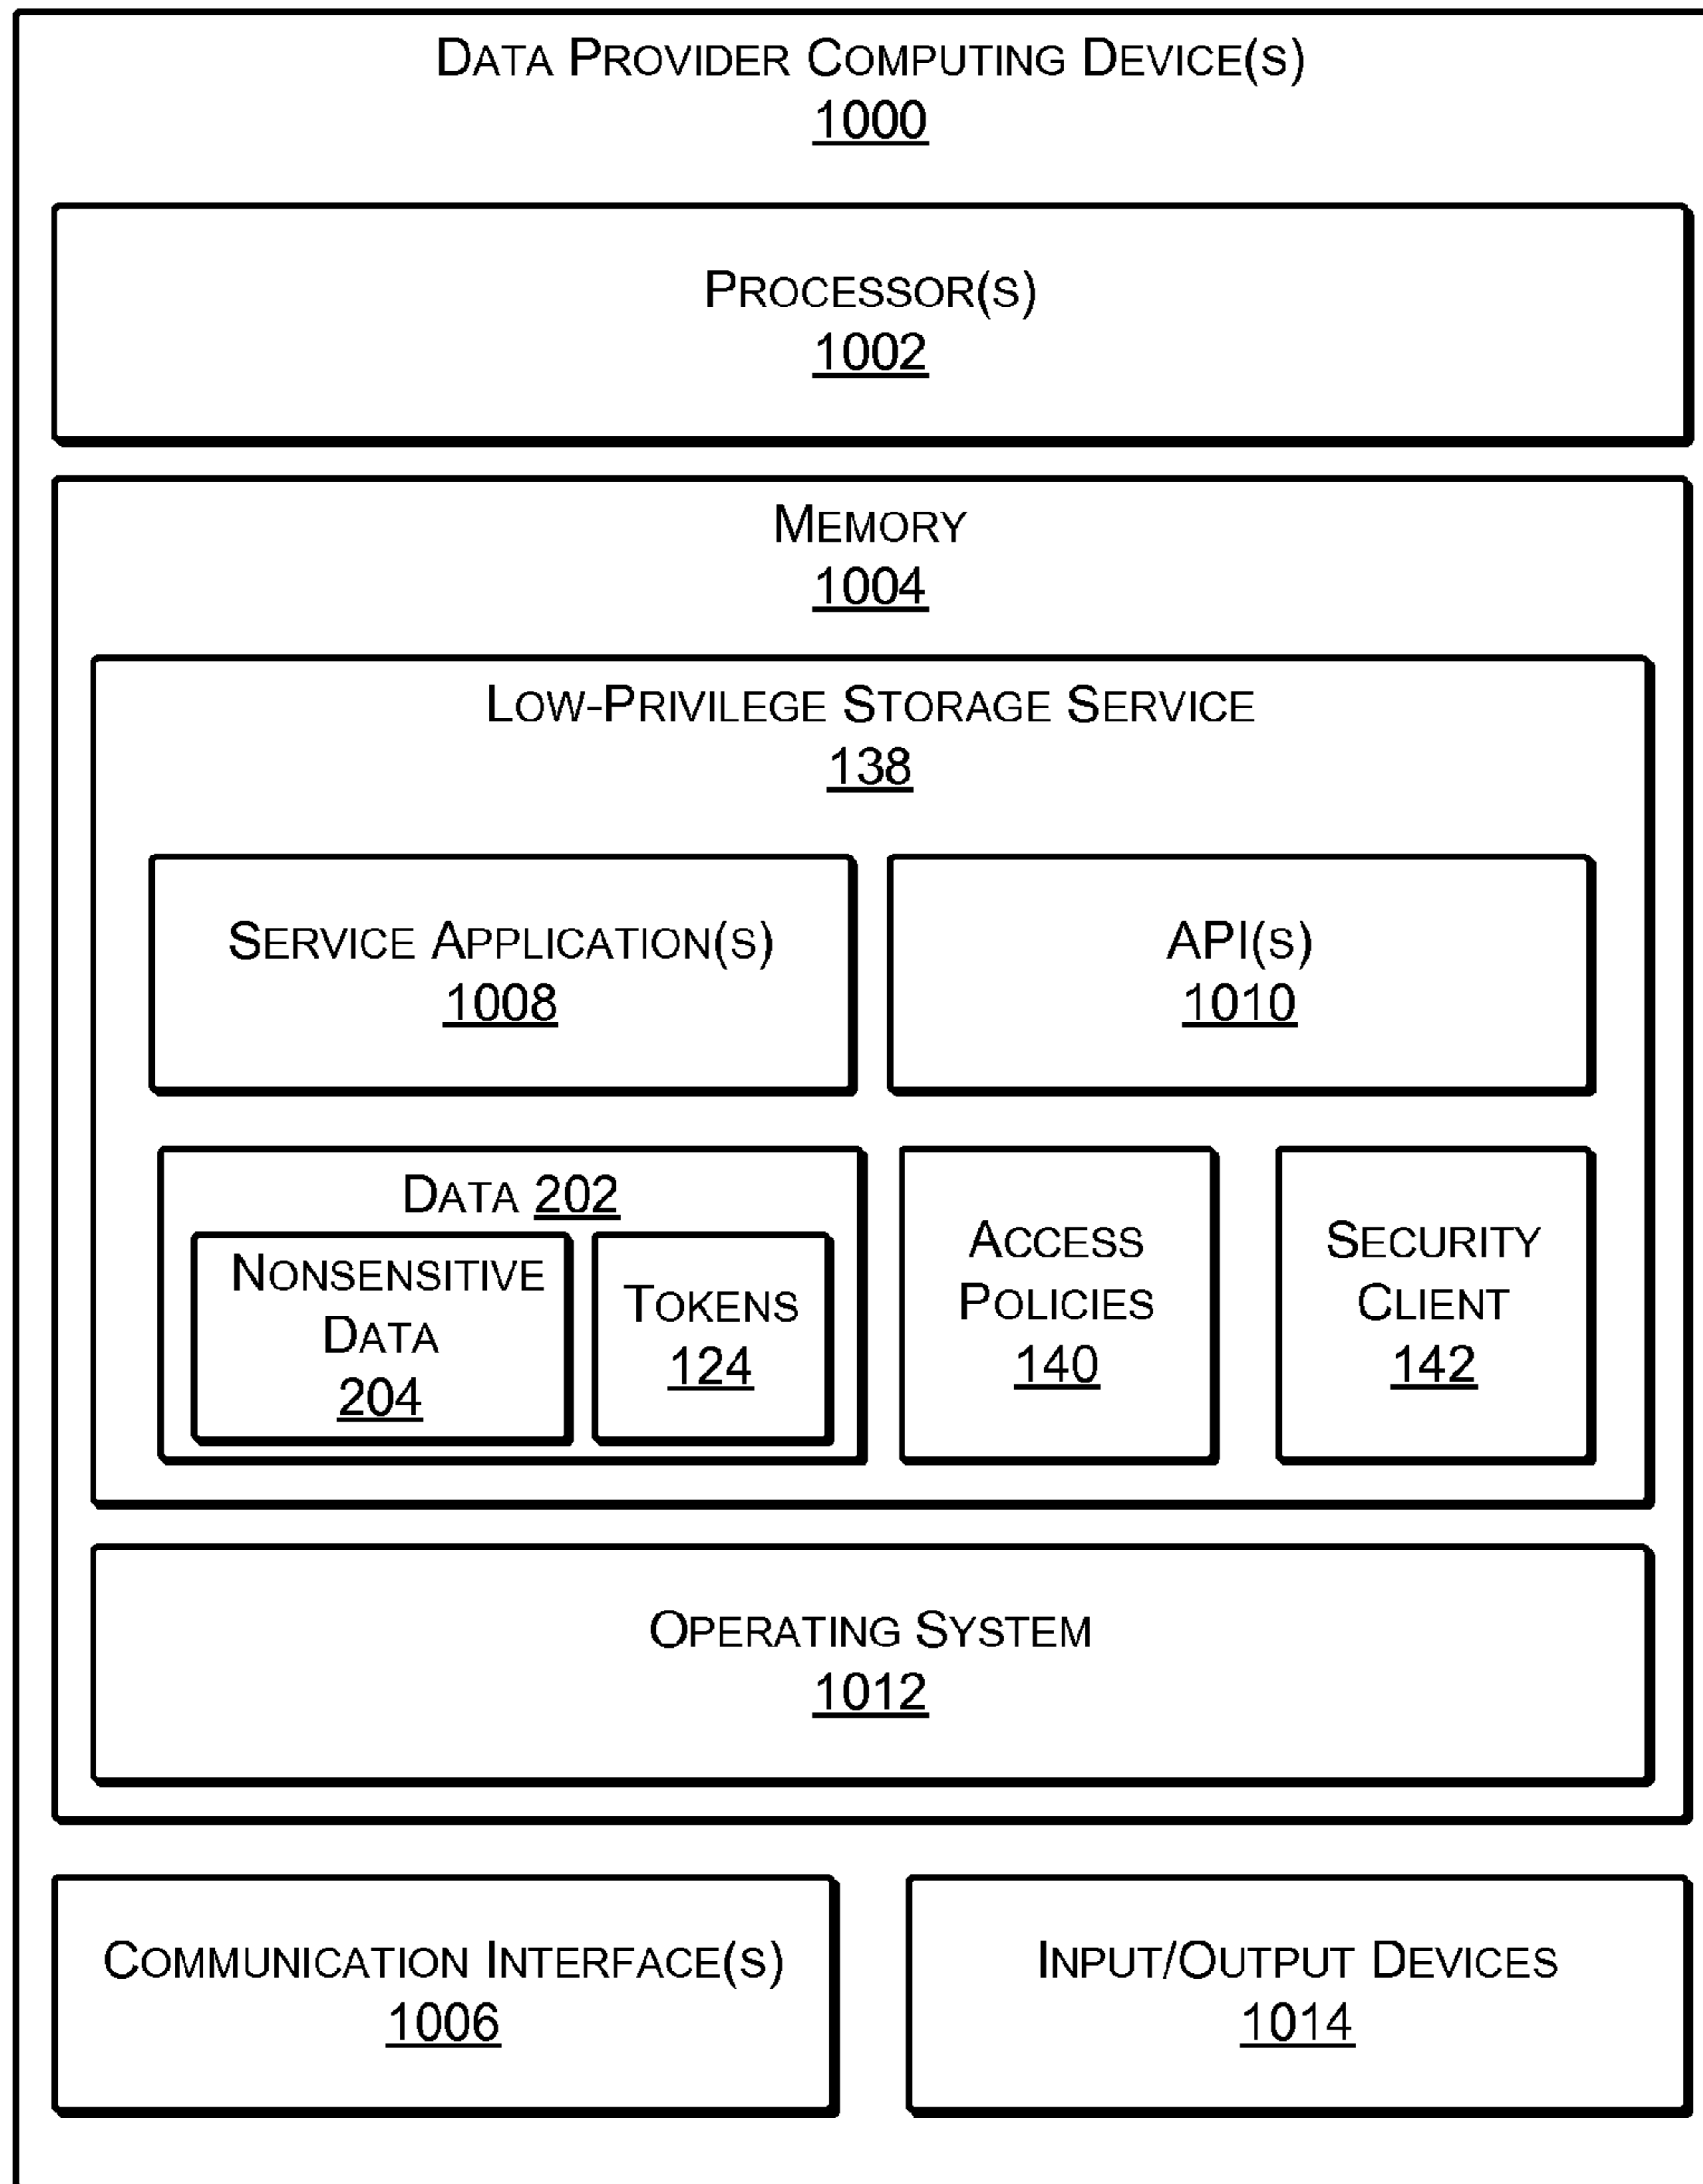 DATA PROVIDER COMPUTING DEVICE(S)
1000
PROCESSOR(S)
1002
MEMORY
1004
LOW-PRIVILEGE STORAGE SERVICE
138
SERVICE APPLICATION(S)
1008
API(S)
1010
DATA 202
NONSENSITIVE
DATA
204
TOKENS
124
ACCESS
POLICIES
140
SECURITY
CLIENT
142
OPERATING SYSTEM
1012
COMMUNICATION INTERFACE(S)
1006
INPUT/OUTPUT DEVICES
1014